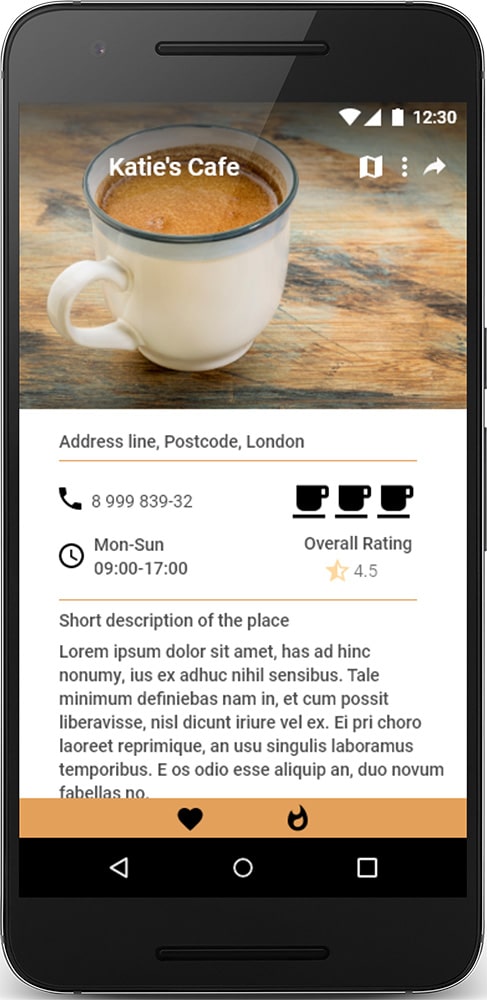 12:30
Katie's Cafe
Address line, Postcode, London
8 999 839-32
Mon-Sun
09:00-17:00
Overall Rating
4.5
Short description of the place
Lorem ipsum dolor sit amet, has ad hinc
nonumy, ius ex adhuc nihil sensibus. Tale
minimum definiebas nam in, et cum possit
liberavisse, nisl dicunt iriure vel ex. Ei pri choro
laoreet reprimique, an usu singulis laboramus
temporibus. E os odio esse aliquip an, duo novum
fabellas no.